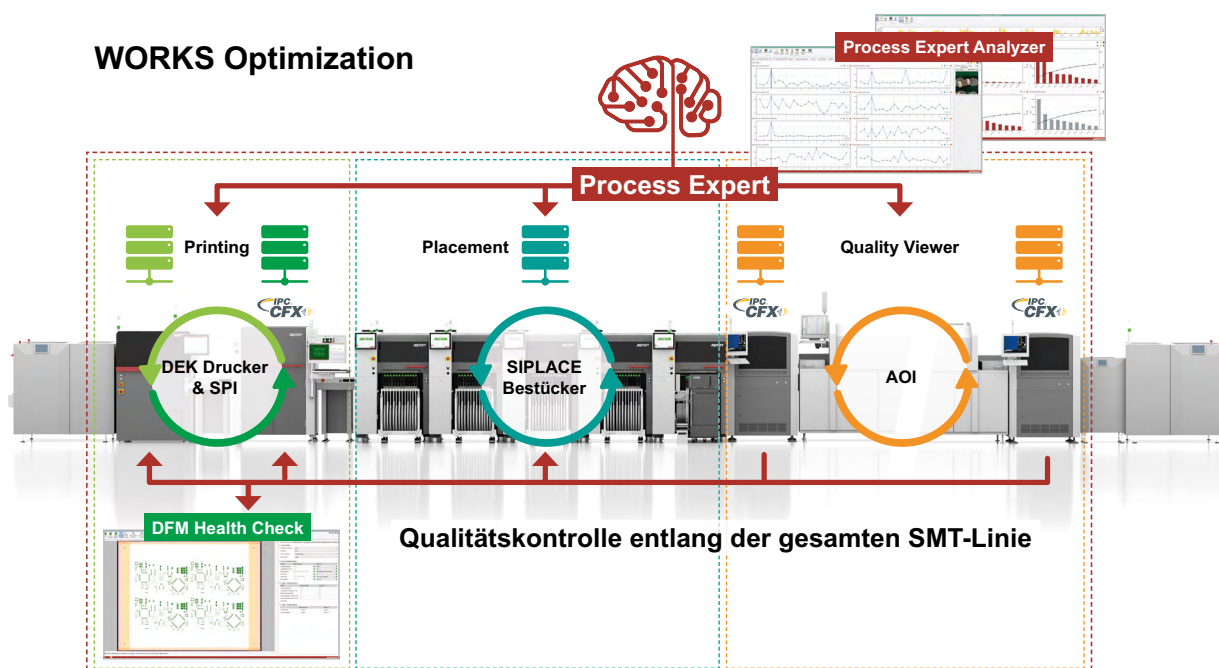 WORKS Optimization
Process Expert Analyzer
Process Expert
Printing
Placement
Quality Viewer
IPC
CFX
IPC
CFX
IPC
CFX
DEK Drucker
& SPI
SIPLACE
Bestücker
AOI
DFM Health Check
Qualitätskontrolle entlang der gesamten SMT-Linie